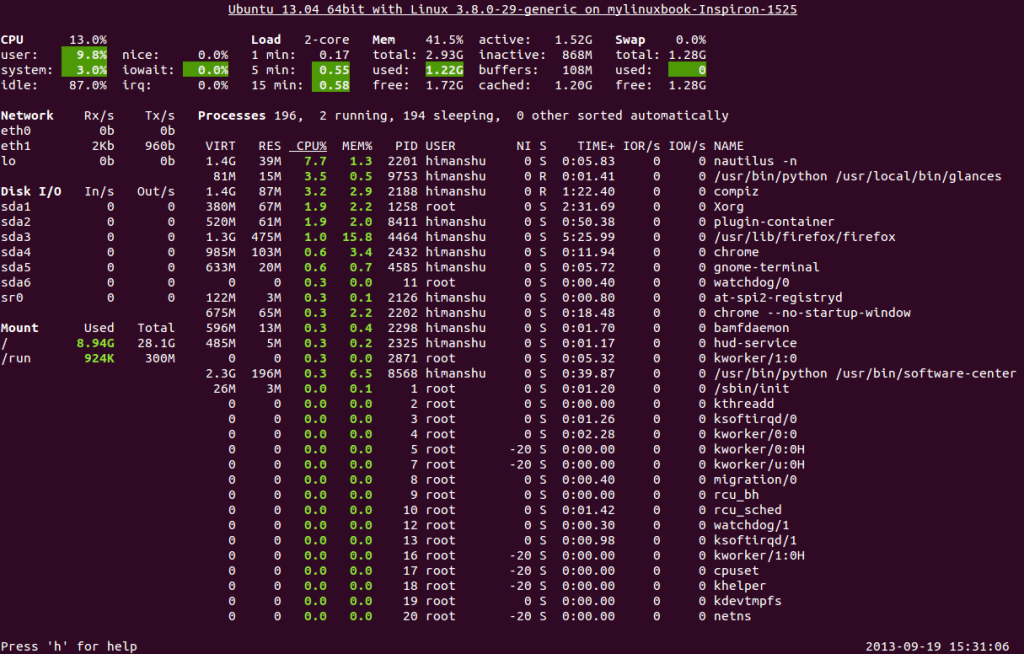 Ubuntu 13.04 64bit with Linux 3.8.0-29-generic on mylinuxbook-Inspiron-1525
CPU 13.0% Load 2-core Mem 41.5% active: 1.52G Swap 0.0%
user: 9.8% nice: 0.0% 1 min: 0.17 total: 2.93G inactive: 868M total: 1.28G
system: 3.0% iowait: 0.0% 5 min: 0.55 used: 1.22G buffers: 108M used: 0
idle: 87.0% irq: 0.0% 15 min: 0.58 free: 1.72G cached: 1.20G free: 1.28G
Network Rx/s Tx/s Processes 196, 2 running, 194 sleeping, 0 other sorted automatically
eth0 0b 0b
eth1 2Kb 960b VIRT RES CPU% MEM% PID USER NI S TIME+ IOR/s IOW/s NAME
lo 0b 0b 1.4G 39M 7.7 1.3 2201 himanshu 0 S 0:05.83 0 0 nautilus -n
81M 15M 3.5 0.5 9753 himanshu 0 R 0:01.41 0 0 /usr/bin/python /usr/local/bin/glances
Disk I/O In/s Out/s 1.4G 87M 3.2 2.9 2188 himanshu 0 R 1:22.40 0 0 compiz
sda1 0 0 380M 67M 1.9 2.2 1258 root 0 S 2:31.69 0 0 Xorg
sda2 0 0 520M 61M 1.9 2.0 8411 himanshu 0 S 0:50.38 0 0 plugin-container
sda3 0 0 1.3G 475M 1.0 15.8 4464 himanshu 0 S 5:25.99 0 0 /usr/lib/firefox/firefox
sda4 0 0 985M 103M 0.6 3.4 2432 himanshu 0 S 0:11.94 0 0 chrome
sda5 0 0 633M 20M 0.6 0.7 4585 himanshu 0 S 0:05.72 0 0 gnome-terminal
sda6 0 0 0 0 0.3 0.0 11 root 0 S 0:00.40 0 0 watchdog/0
sr0 0 0 122M 3M 0.3 0.1 2126 himanshu 0 S 0:00.80 0 0 at-spi2-registryd
675M 65M 0.3 2.2 2202 himanshu 0 S 0:18.48 0 0 chrome --no-startup-window
Mount Used Total 596M 13M 0.3 0.4 2298 himanshu 0 S 0:01.70 0 0 bamfdaemon
/ 8.94G 28.1G 485M 5M 0.3 0.2 2325 himanshu 0 S 0:01.17 0 0 hud-service
/run 924K 300M 0 0 0.3 0.0 2871 root 0 S 0:05.32 0 0 kworker/1:0
2.3G 196M 0.3 6.5 8568 himanshu 0 S 0:39.87 0 0 /usr/bin/python /usr/bin/software-center
26M 3M 0.0 0.1 1 root 0 S 0:01.20 0 0 /sbin/init
0 0 0.0 0.0 2 root 0 S 0:00.00 0 0 kthreadd
0 0 0.0 0.0 3 root 0 S 0:01.26 0 0 ksoftirqd/0
0 0 0.0 0.0 4 root 0 S 0:02.28 0 0 kworker/0:0
0 0 0.0 0.0 5 root -20 S 0:00.00 0 0 kworker/0:0H
0 0 0.0 0.0 7 root -20 S 0:00.00 0 0 kworker/u:0H
0 0 0.0 0.0 8 root 0 S 0:00.40 0 0 migration/0
0 0 0.0 0.0 9 root 0 S 0:00.00 0 0 rcu_bh
0 0 0.0 0.0 10 root 0 S 0:01.42 0 0 rcu_sched
0 0 0.0 0.0 12 root 0 S 0:00.30 0 0 watchdog/1
0 0 0.0 0.0 13 root 0 S 0:00.98 0 0 ksoftirqd/1
0 0 0.0 0.0 16 root -20 S 0:00.00 0 0 kworker/1:0H
0 0 0.0 0.0 17 root -20 S 0:00.00 0 0 cpuset
0 0 0.0 0.0 18 root -20 S 0:00.00 0 0 khelper
0 0 0.0 0.0 19 root 0 S 0:00.00 0 0 kdevtmpfs
0 0 0.0 0.0 20 root -20 S 0:00.00 0 0 netns
Press 'h' for help 2013-09-19 15:31:06